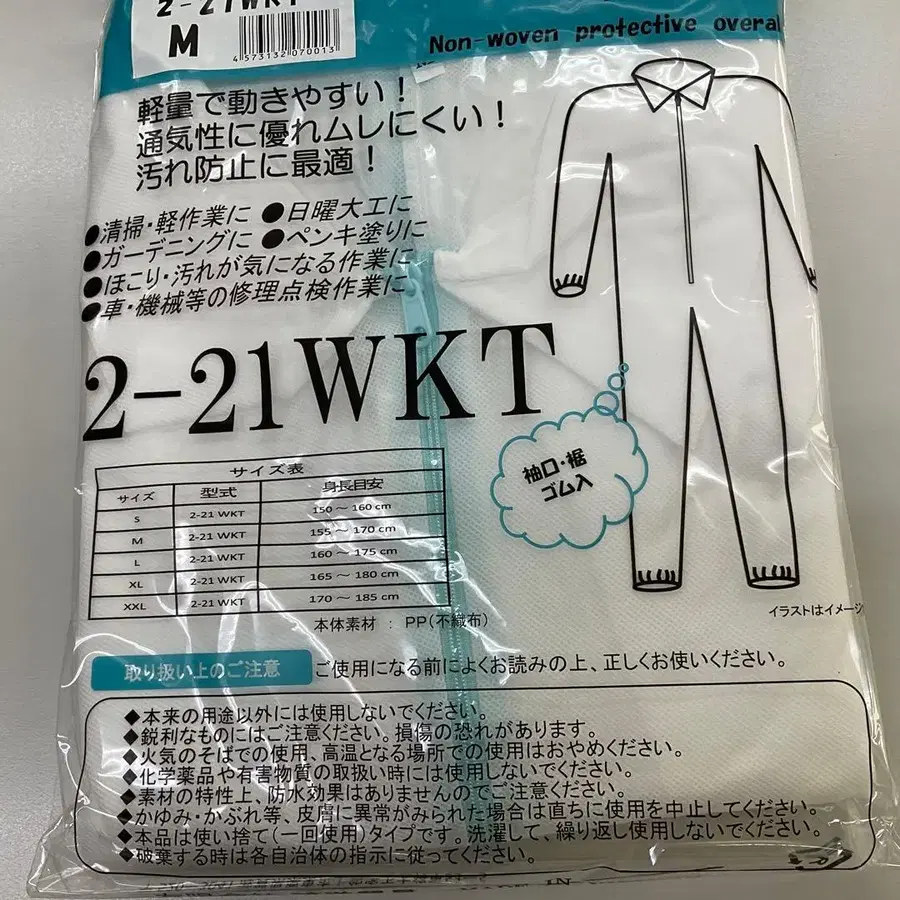 2-21WKT
M
4573132070013
Non-woven protective overal
軽量で動きやすい!
通気性に優れムレにくい!
汚れ防止に最適!
●清掃・軽作業に ●日曜大工に
●ガーデニングに ●ペンキ塗りに
●ほこり・汚れが気になる作業に
●車・機械等の修理点検作業に
2-21WKT
袖口・裾
ゴム入
サイズ表
サイズ 型式 身長目安
S 2-21 WKT 150 ～ 160 cm
M 2-21 WKT 155 ～ 170 cm
L 2-21 WKT 160 ～ 175 cm
XL 2-21 WKT 165 ～ 180 cm
XXL 2-21 WKT 170 ～ 185 cm
本体素材 : PP(不織布)
イラストはイメージ
取り扱い上のご注意 ご使用になる前によくお読みの上、正しくお使いください。
◆本来の用途以外には使用しないでください。
◆鋭利なものにはご注意ください。損傷の恐れがあります。
◆火気のそばでの使用、高温となる場所での使用はおやめください。
◆化学薬品や有害物質の取扱い時には使用しないでください。
◆素材の特性上、防水効果はありませんのでご注意ください。
◆かゆみ・かぶれ等、皮膚に異常がみられた場合は直ちに使用を中止してください。
◆本品は使い捨て(一回使用)タイプです。洗濯して、繰り返し使用しないでください。
◆破棄する時は各自治体の指示に従ってください。